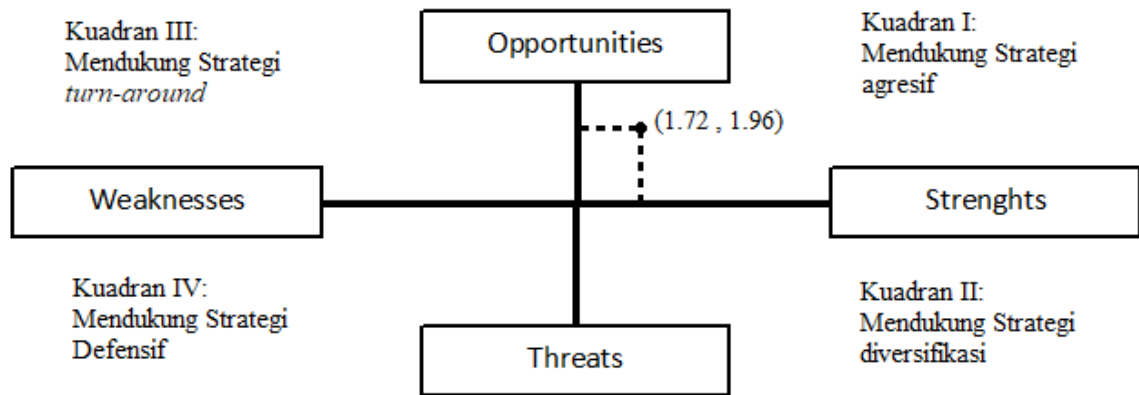 Kuadran III:
Mendukung Strategi
turn-around
Opportunities
Kuadran I:
Mendukung Strategi
agresif
(1.72 , 1.96)
Weaknesses
Strenghts
Kuadran IV:
Mendukung Strategi
Defensif
Threats
Kuadran II:
Mendukung Strategi
diversifikasi